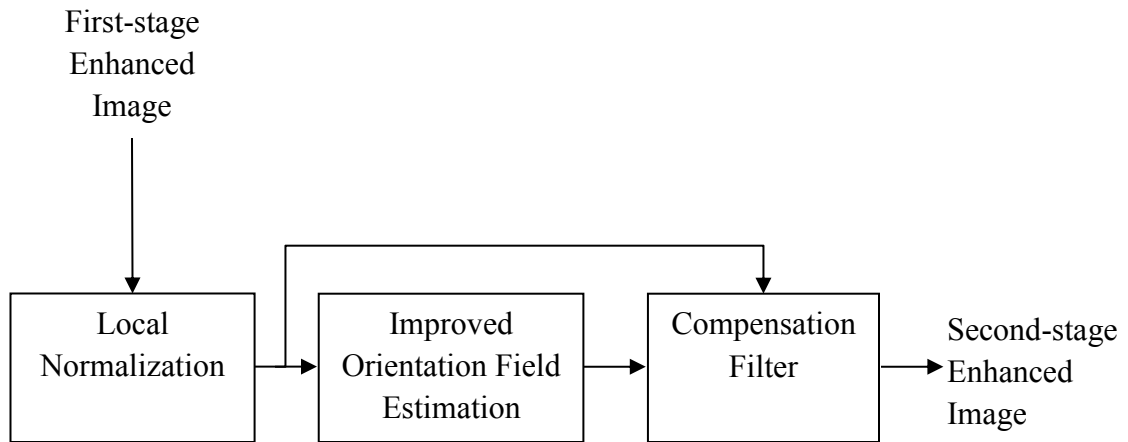 First-stage
Enhanced
Image
Local
Normalization
Improved
Orientation Field
Estimation
Compensation
Filter
Second-stage
Enhanced
Image